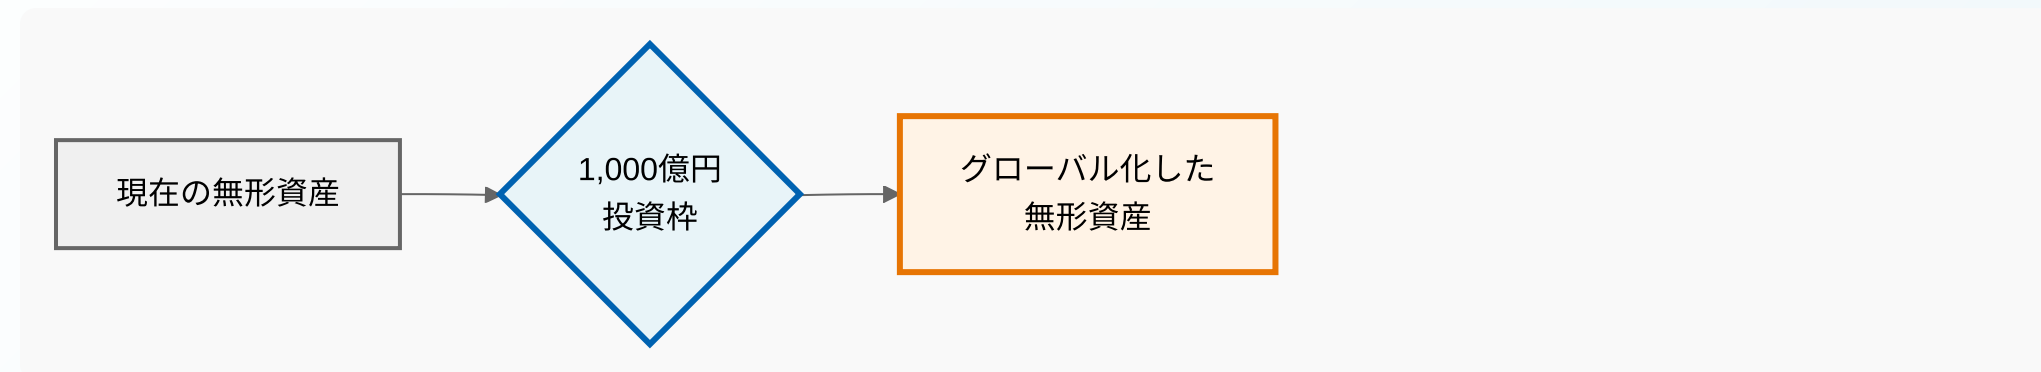 現在の無形資産
1,000億円
投資枠
グローバル化した
無形資産